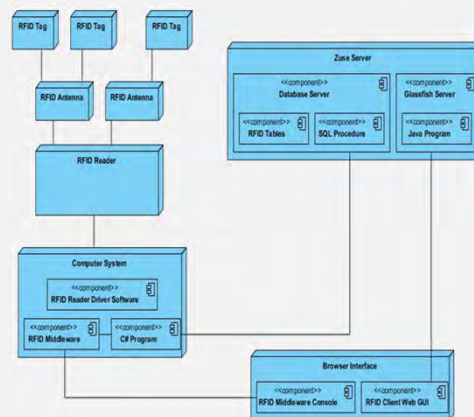 RFID Tag
RFID Tag
RFID Tag
RFID Antenna
RFID Antenna
RFID Reader
Zuse Server
<<component>>
Database Server
<<component>>
RFID Tables
<<component>>
SQL Procedure
<<component>>
Glassfish Server
<<component>>
Java Program
Computer System
<<component>>
RFID Reader Driver Software
<<component>>
RFID Middleware
<<component>>
C# Program
Browser Interface
<<component>>
RFID Middleware Console
<<component>>
RFID Client Web GUI